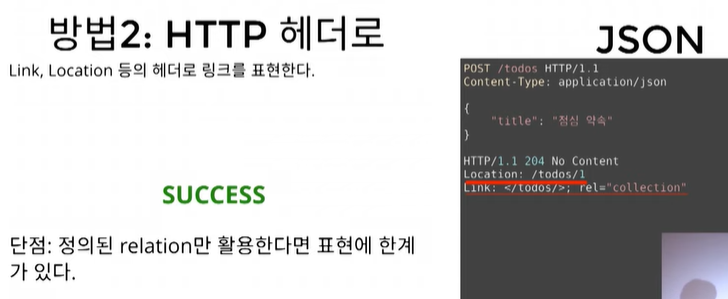 방법2: HTTP 헤더로
Link, Location 등의 헤더로 링크를 표현한다.
SUCCESS
단점: 정의된 relation만 활용한다면 표현에 한계
가 있다.
JSON
POST /todos HTTP/1.1
Content-Type: application/json
{
"title": "점심 약속"
}
HTTP/1.1 204 No Content
Location: /todos/1
Link: </todos/>; rel="collection"